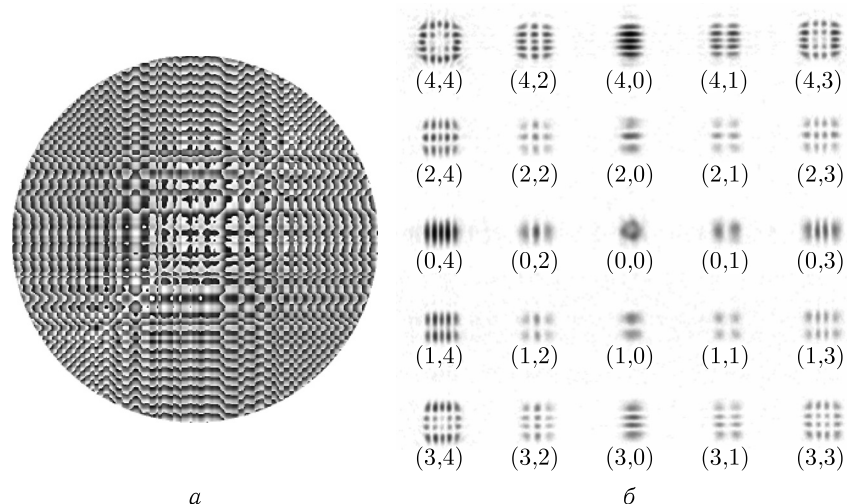 (4,4) (4,2) (4,0) (4,1) (4,3)
(2,4) (2,2) (2,0) (2,1) (2,3)
(0,4) (0,2) (0,0) (0,1) (0,3)
(1,4) (1,2) (1,0) (1,1) (1,3)
(3,4) (3,2) (3,0) (3,1) (3,3)
а б